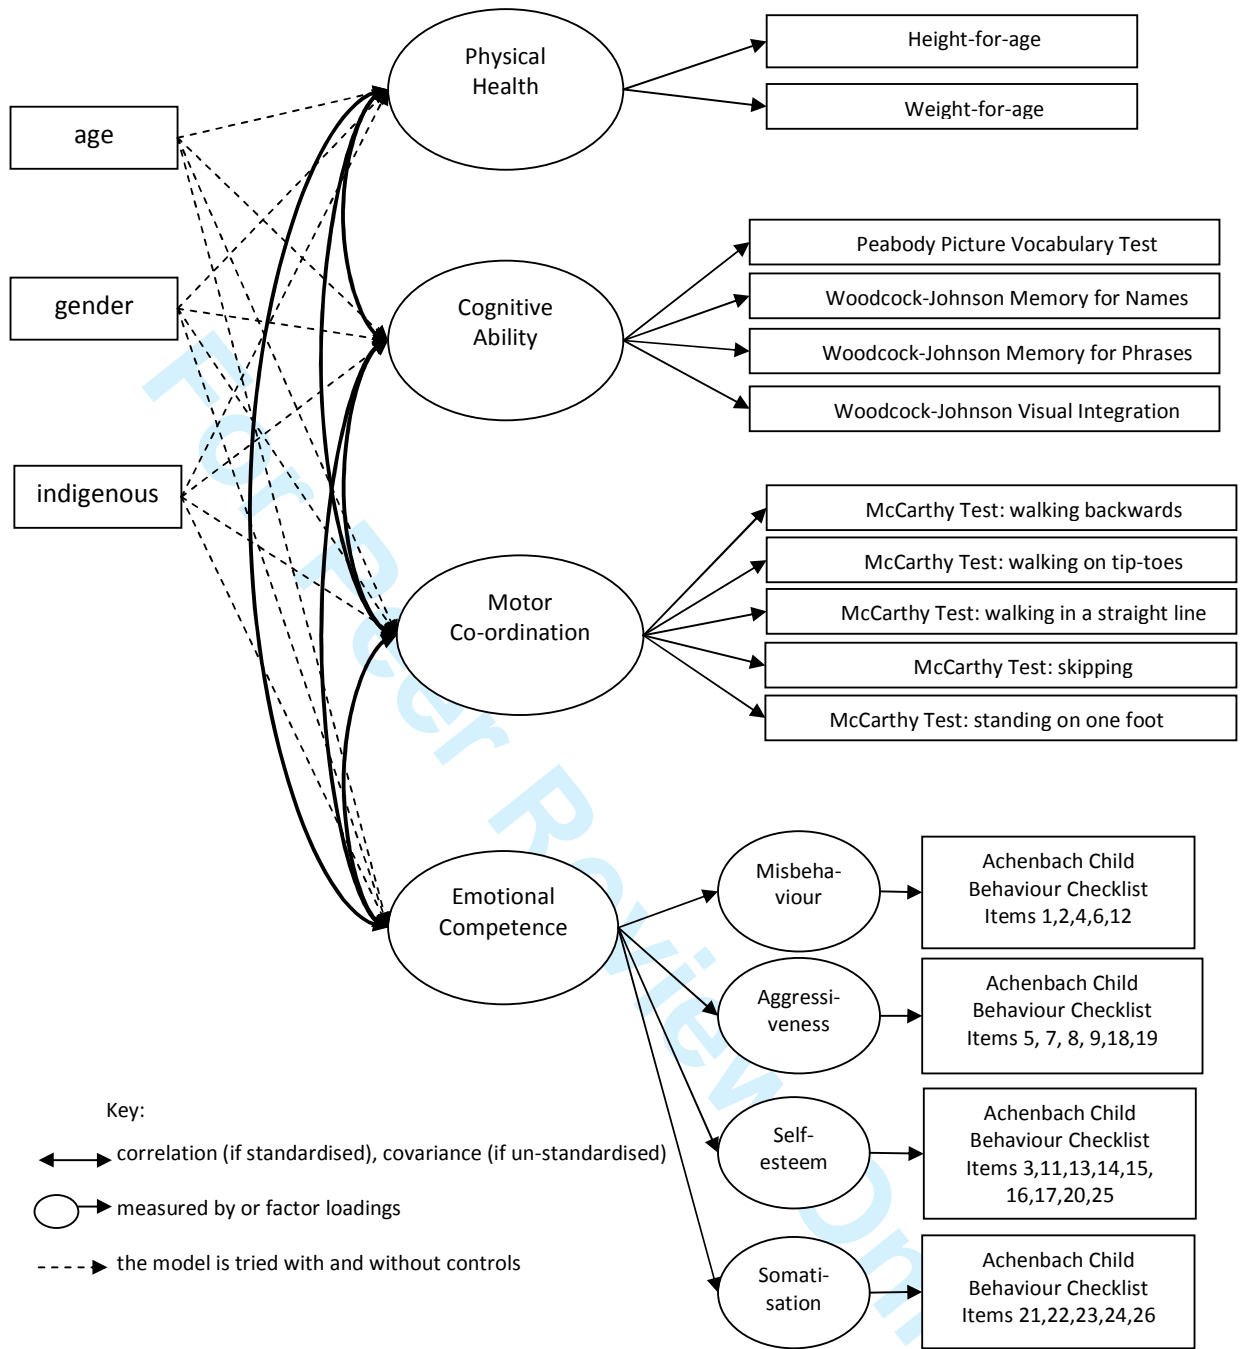 Physical
Health
Height-for-age
Weight-for-age
age
gender
indigenous
Cognitive
Ability
Peabody Picture Vocabulary Test
Woodcock-Johnson Memory for Names
Woodcock-Johnson Memory for Phrases
Woodcock-Johnson Visual Integration
Motor
Co-ordination
McCarthy Test: walking backwards
McCarthy Test: walking on tip-toes
McCarthy Test: walking in a straight line
McCarthy Test: skipping
McCarthy Test: standing on one foot
Emotional
Competence
Misbeha-
viour
Achenbach Child
Behaviour Checklist
Items 1,2,4,6,12
Aggressi-
veness
Achenbach Child
Behaviour Checklist
Items 5, 7, 8, 9,18,19
Self-
esteem
Achenbach Child
Behaviour Checklist
Items 3,11,13,14,15,
16,17,20,25
Somati-
sation
Achenbach Child
Behaviour Checklist
Items 21,22,23,24,26
Key:
correlation (if standardised), covariance (if un-standardised)
measured by or factor loadings
the model is tried with and without controls
For Peer Review On